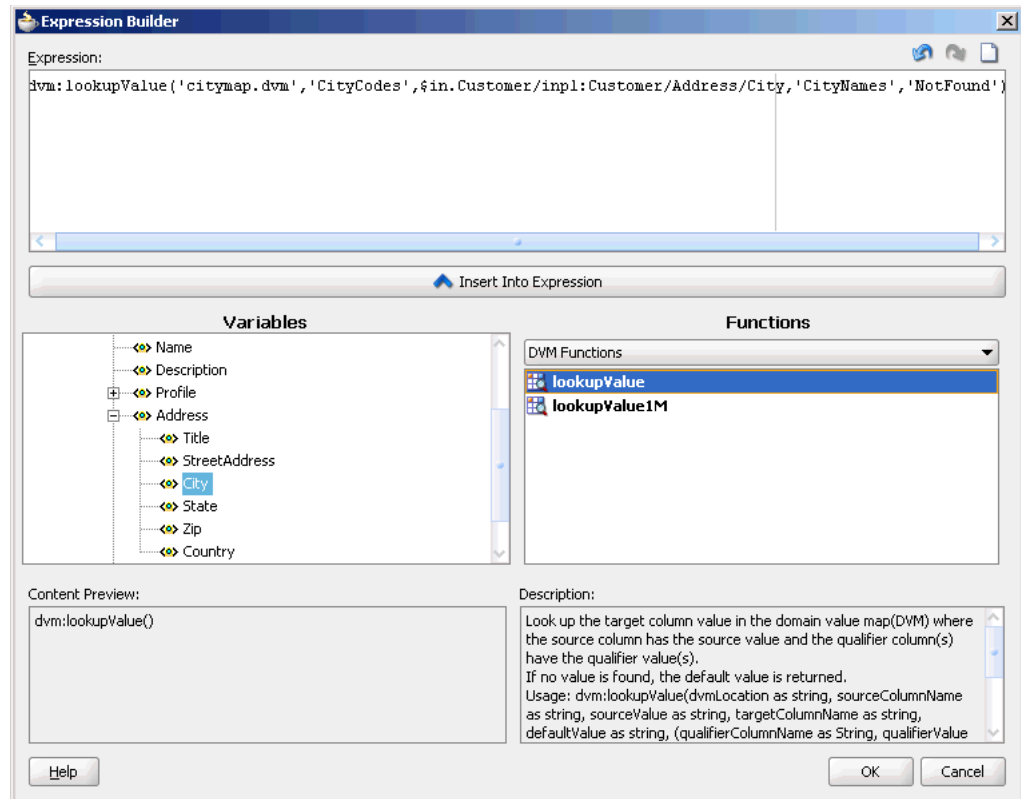 Expression Builder
Expression:
dvm:lookupValue('citymap.dvm','CityCodes',$in.Customer/inp1:Customer/Address/City,'CityNames','NotFound')
Insert Into Expression
Variables
Functions
Name
Description
Profile
Address
Title
StreetAddress
City
State
Zip
Country
DVM Functions
lookupValue
lookupValue1M
Content Preview:
dvm:lookupValue()
Description:
Look up the target column value in the domain value map(DVM) where
the source column has the source value and the qualifier column(s)
have the qualifier value(s).
If no value is found, the default value is returned.
Usage: dvm:lookupValue(dvmLocation as string, sourceColumnName
as string, sourceValue as string, targetColumnName as string,
defaultValue as string, (qualifierColumnName as String, qualifierValue
Help
OK
Cancel